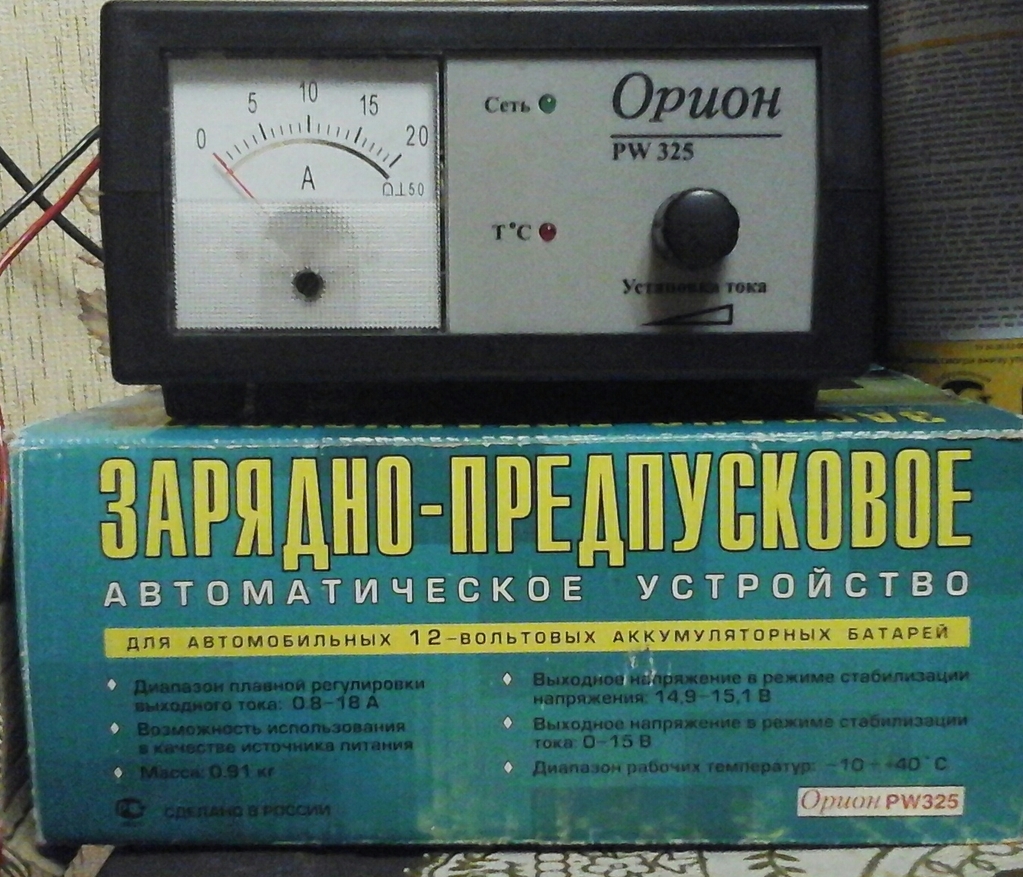 0 5 10 15 20
A
50
Сеть
Орион
PW 325
T°C
Установка тока
ЗАРЯДНО-ПРЕДПУСКОВОЕ
АВТОМАТИЧЕСКОЕ УСТРОЙСТВО
ДЛЯ АВТОМОБИЛЬНЫХ 12-ВОЛЬТОВЫХ АККУМУЛЯТОРНЫХ БАТАРЕЙ
Диапазон плавной регулировки
выходного тока: 0.8-18 А
Возможность использования
в качестве источника питания
Масса: 0.91 кг
СДЕЛАНО В РОССИИ
Выходное напряжение в режиме стабилизации
напряжения: 14,9-15,1 В
Выходное напряжение в режиме стабилизации
тока: 0-15 В
Диапазон рабочих температур: -10 - +40°С
Орион PW325